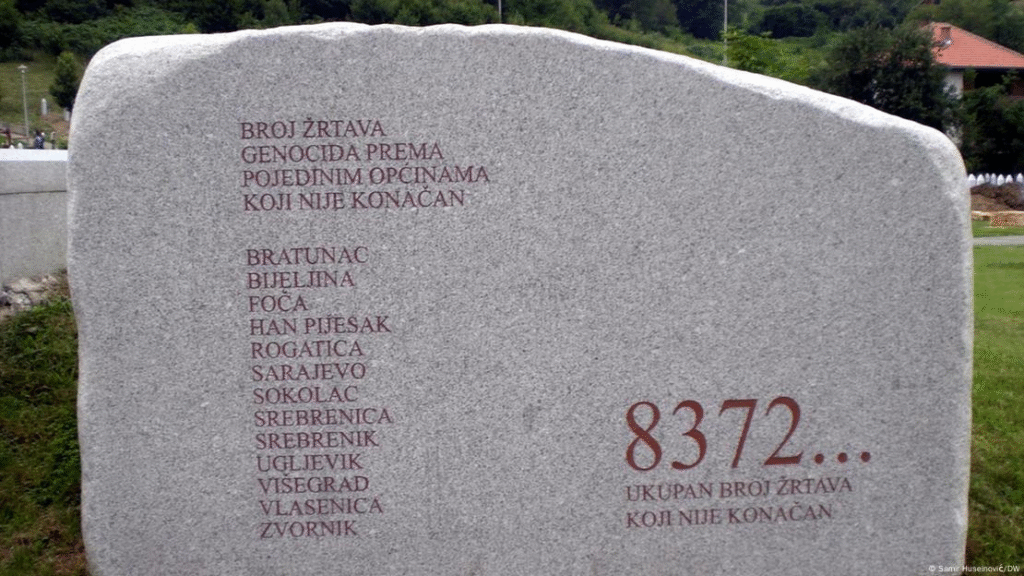 BROJ ŽRTAVA
GENOCIDA PREMA
POJEDINIM OPĆINAMA
KOJI NIJE KONAČAN
BRATUNAC
BIJELJINA
FOČA
HAN PIJESAK
ROGATICA
SARAJEVO
SOKOLAC
SREBRENICA
SREBRENIK
UGLJEVIK
VIŠEGRAD
VLASENICA
ZVORNIK
8372...
UKUPAN BROJ ŽRTAVA
KOJI NIJE KONAČAN
© Samir Huseinović/DW